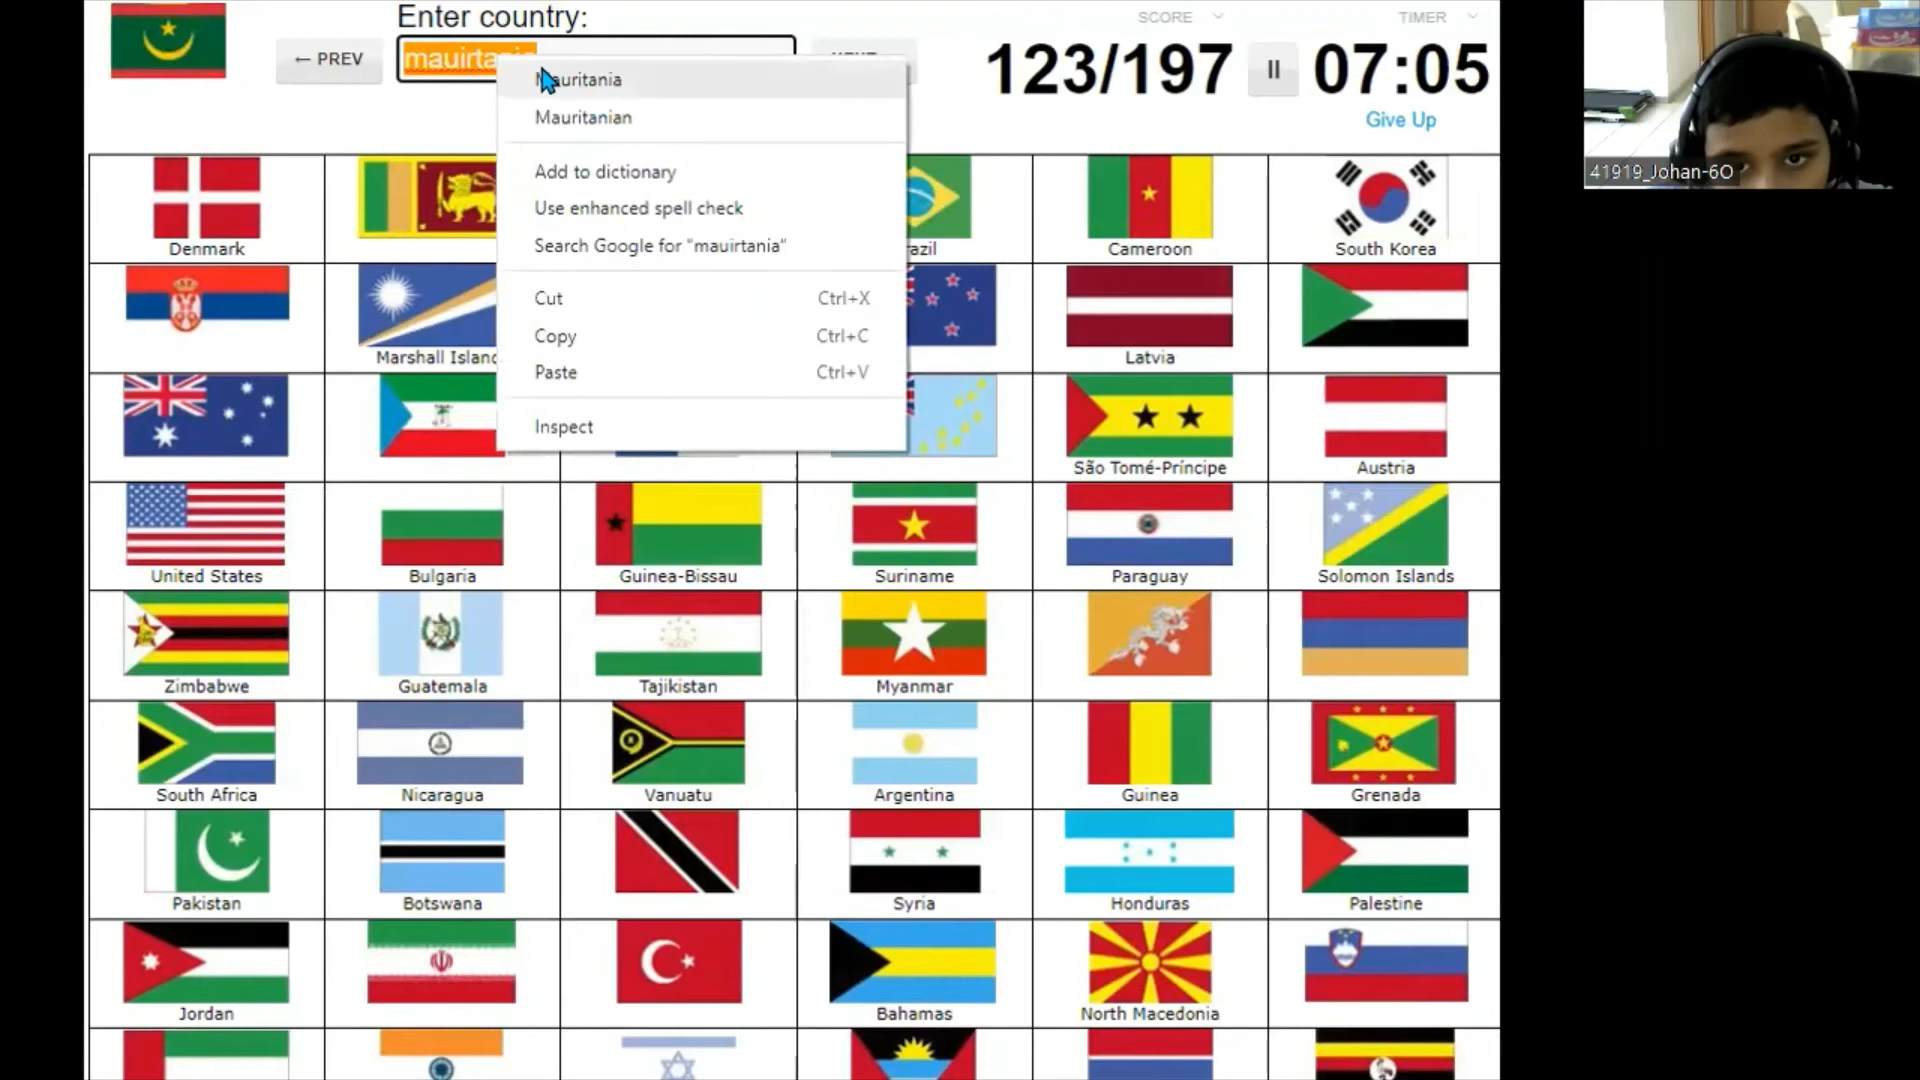 Enter country:
SCORE
TIMER
← PREV
mauirtania
123/197
07:05
Give Up
Mauritania
Mauritanian
Add to dictionary
Use enhanced spell check
Search Google for "mauirtania"
Cut Ctrl+X
Copy Ctrl+C
Paste Ctrl+V
Inspect
41919_Johan-6O
Denmark
azil
Cameroon
South Korea
Marshall Island
Latvia
São Tomé-Príncipe
Austria
United States
Bulgaria
Guinea-Bissau
Suriname
Paraguay
Solomon Islands
Zimbabwe
Guatemala
Tajikistan
Myanmar
South Africa
Nicaragua
Vanuatu
Argentina
Guinea
Grenada
Pakistan
Botswana
Syria
Honduras
Palestine
Jordan
Bahamas
North Macedonia